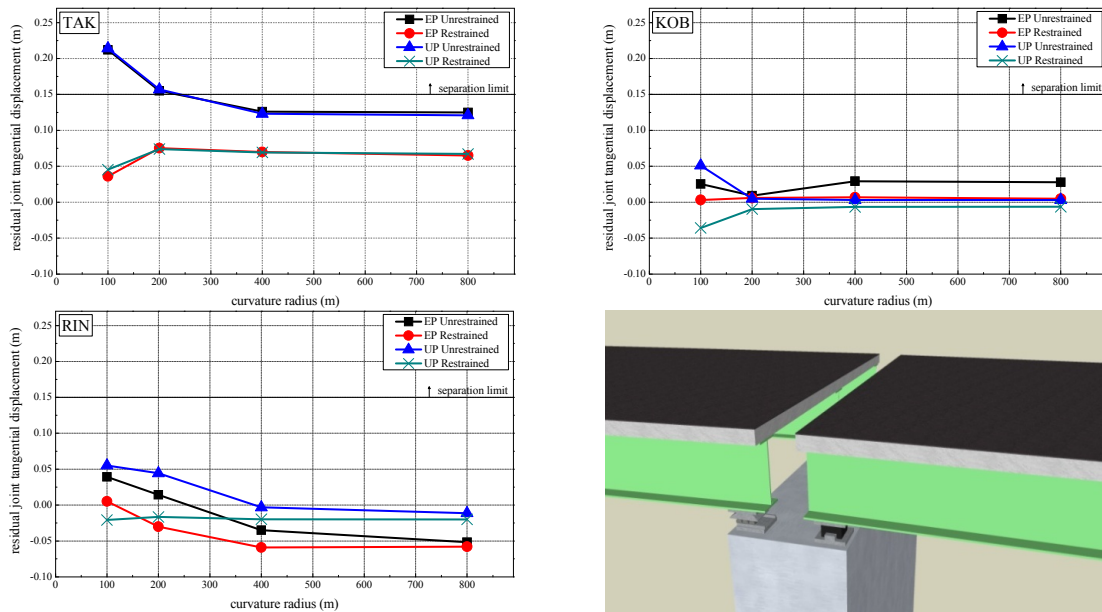 TAK
EP Unrestrained
EP Restrained
UP Unrestrained
UP Restrained
↑ separation limit
0.25
0.20
0.15
0.10
0.05
0.00
-0.05
-0.10
residual joint tangential displacement (m)
0 100 200 300 400 500 600 700 800
curvature radius (m)
KOB
EP Unrestrained
EP Restrained
UP Unrestrained
UP Restrained
↑ separation limit
0.25
0.20
0.15
0.10
0.05
0.00
-0.05
-0.10
residual joint tangential displacement (m)
0 100 200 300 400 500 600 700 800
curvature radius (m)
RIN
EP Unrestrained
EP Restrained
UP Unrestrained
UP Restrained
↑ separation limit
0.25
0.20
0.15
0.10
0.05
0.00
-0.05
-0.10
residual joint tangential displacement (m)
0 100 200 300 400 500 600 700 800
curvature radius (m)